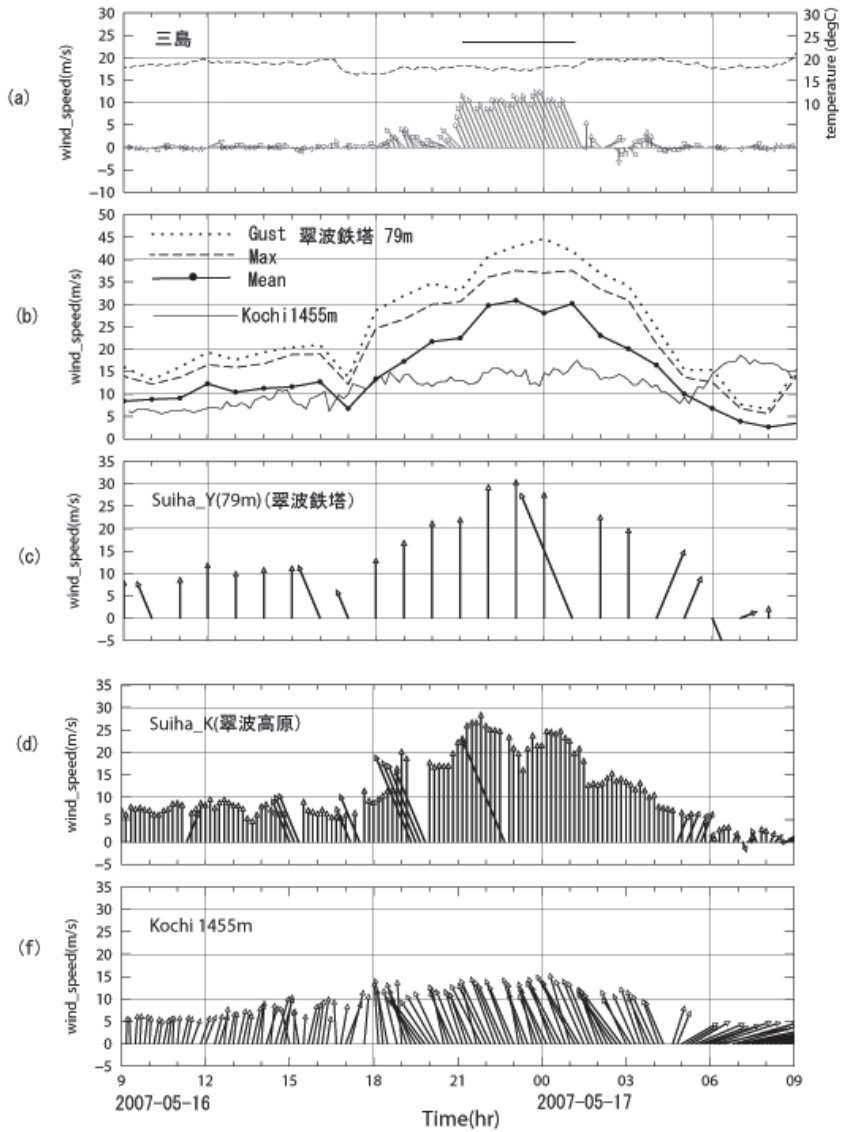 30
30
25
三島
25
20
20
15
15
(a)
10
10
5
0
−5
−10
wind_speed(m/s)
temperature (degC)
50
45
Gust 翠波鉄塔 79m
40
Max
35
Mean
30
(b)
25
Kochi1455m
20
15
10
5
0
wind_speed(m/s)
35
30
Suiha_Y(79m)(翠波鉄塔)
25
20
15
(c)
10
5
0
−5
wind_speed(m/s)
35
30
Suiha_K(翠波高原)
25
(d)
20
15
10
5
0
−5
wind_speed(m/s)
35
30
Kochi 1455m
25
(f)
20
15
10
5
0
−5
wind_speed(m/s)
9 12 15 18 21 00 03 06 09
2007−05−16 2007−05−17
Time(hr)